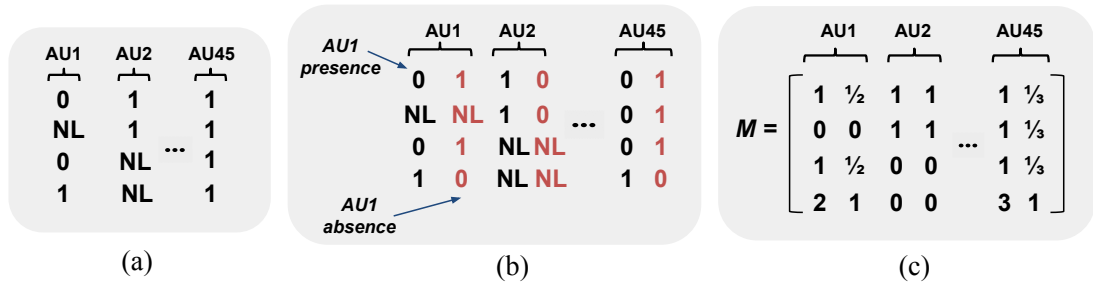 AU1 AU2 AU45
0 1 1
NL 1 1
...
0 NL 1
1 NL 1
(a)
AU1 AU2 AU45
AU1 presence
0 1 1 0 0 1
NL NL 1 0 0 1
...
0 1 NL NL 0 1
1 0 NL NL 1 0
AU1 absence
(b)
AU1 AU2 AU45
M =
1 ½ 1 1 1 ⅓
0 0 1 1 1 ⅓
...
1 ½ 0 0 1 ⅓
2 1 0 0 3 1
(c)